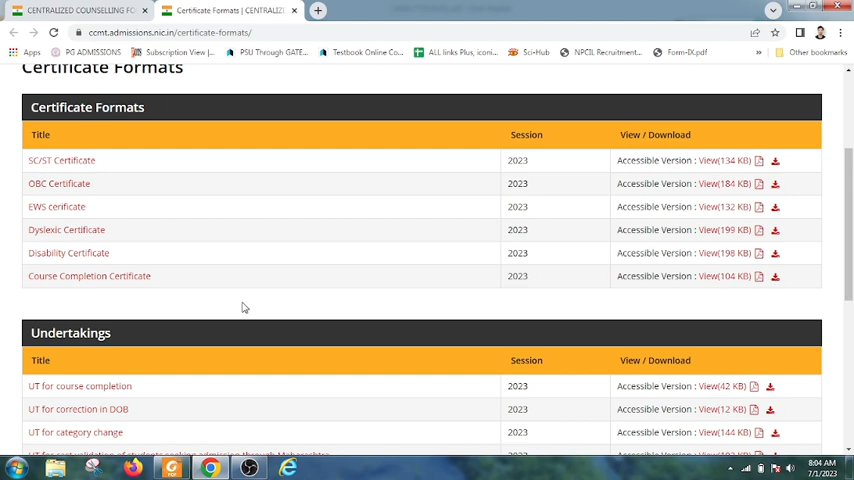 CENTRALIZED COUNSELLING FO
Certificate Formats | CENTRALIZ
ccmt.admissions.nic.in/certificate-formats/
Apps
PG ADMISSIONS
Subscription View |...
PSU Through GATE...
Testbook Online Co...
ALL links Plus, iconi...
Sci-Hub
NPCIL Recruitment...
Form-IX.pdf
»
Other bookmarks
Certificate Formats
Certificate Formats
Title Session View / Download
SC/ST Certificate 2023 Accessible Version : View(134 KB)
OBC Certificate 2023 Accessible Version : View(184 KB)
EWS cerificate 2023 Accessible Version : View(132 KB)
Dyslexic Certificate 2023 Accessible Version : View(199 KB)
Disability Certificate 2023 Accessible Version : View(198 KB)
Course Completion Certificate 2023 Accessible Version : View(104 KB)
Undertakings
Title Session View / Download
UT for course completion 2023 Accessible Version : View(42 KB)
UT for correction in DOB 2023 Accessible Version : View(12 KB)
UT for category change 2023 Accessible Version : View(144 KB)
8:04 AM
7/1/2023